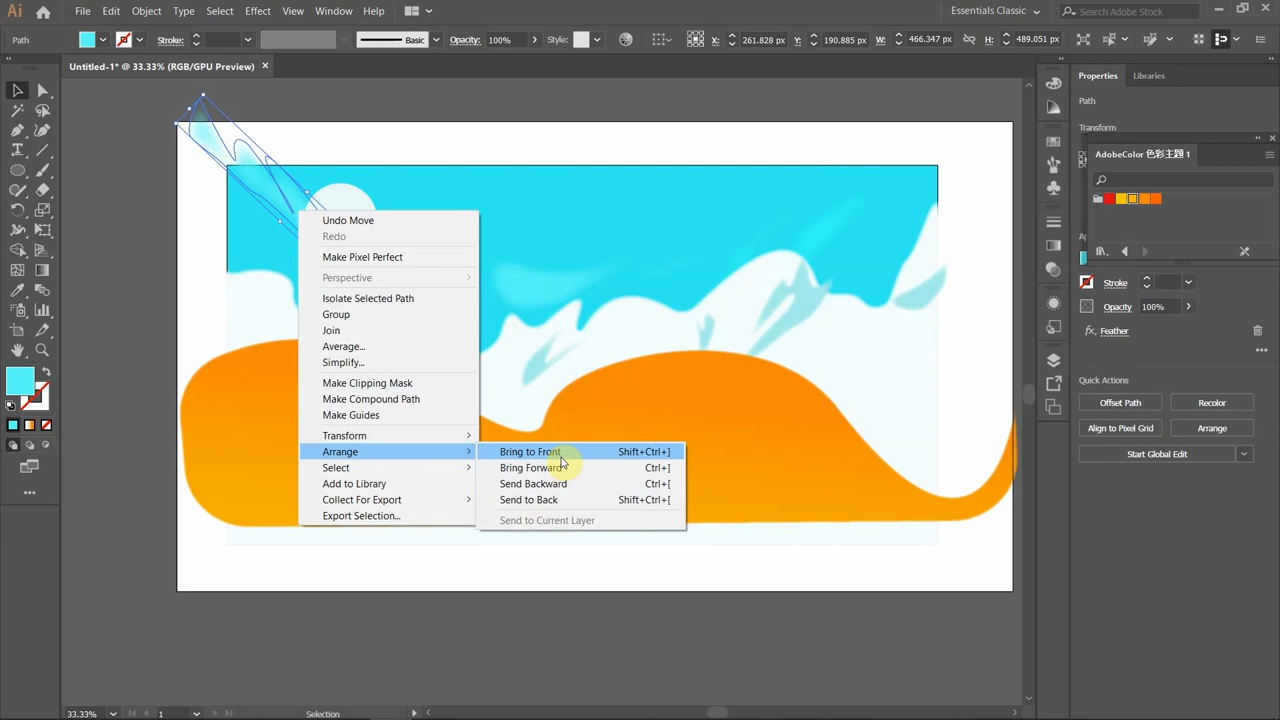 Ai File Edit Object Type Select Effect View Window Help Essentials Classic Search Adobe Stock
Path Stroke: Basic Opacity: 100% Style: X: 261.828 px Y: 190.885 px W: 466.347 px H: 489.051 px
Untitled-1* @ 33.33% (RGB/GPU Preview) ×
Properties Libraries
Path
Transform
AdobeColor 色彩主題 1
Undo Move
Redo
Make Pixel Perfect
Perspective
Isolate Selected Path
Group
Join
Average...
Simplify...
Make Clipping Mask
Make Compound Path
Make Guides
Transform
Arrange
Select
Add to Library
Collect For Export
Export Selection...
Bring to Front Shift+Ctrl+]
Bring Forward Ctrl+]
Send Backward Ctrl+[
Send to Back Shift+Ctrl+[
Send to Current Layer
Stroke
Opacity 100%
fx. Feather
Quick Actions
Offset Path Recolor
Align to Pixel Grid Arrange
Start Global Edit
33.33% 1 Selection